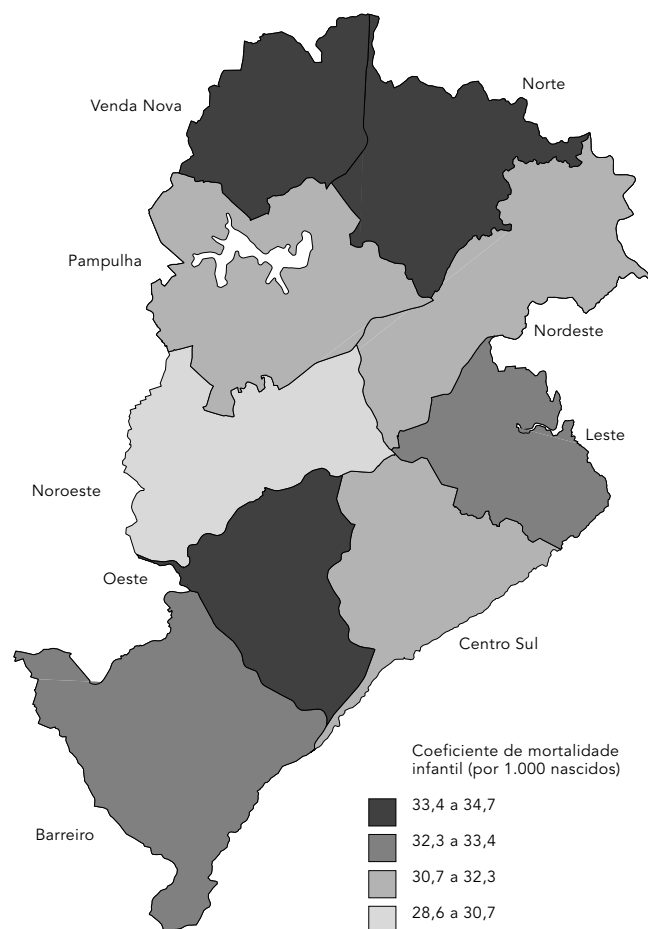 Norte
Venda Nova
Pampulha
Nordeste
Leste
Noroeste
Oeste
Centro Sul
Barreiro
Coeficiente de mortalidade
infantil (por 1.000 nascidos)
33,4 a 34,7
32,3 a 33,4
30,7 a 32,3
28,6 a 30,7